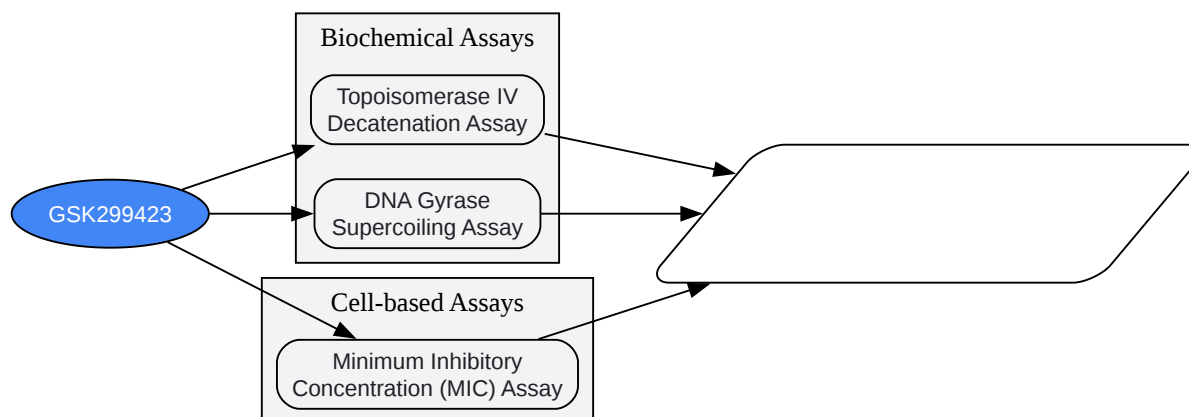 GSK299423
Biochemical Assays
Topoisomerase IV
Decatenation Assay
DNA Gyrase
Supercoiling Assay
Cell-based Assays
Minimum Inhibitory
Concentration (MIC) Assay